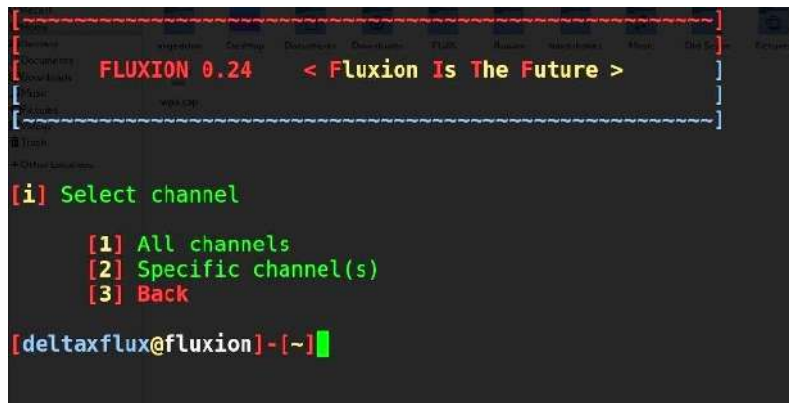 [~~~~~~~~~~~~~~~~~~~~~~~~~~~~~~~~~~~~~~~~~~~~~~~~~~~~~~~~~]
FLUXION 0.24 < Fluxion Is The Future >
[~~~~~~~~~~~~~~~~~~~~~~~~~~~~~~~~~~~~~~~~~~~~~~~~~~~~~~~~~]
[i] Select channel
[1] All channels
[2] Specific channel(s)
[3] Back
[deltaxflux@fluxion]-[~]